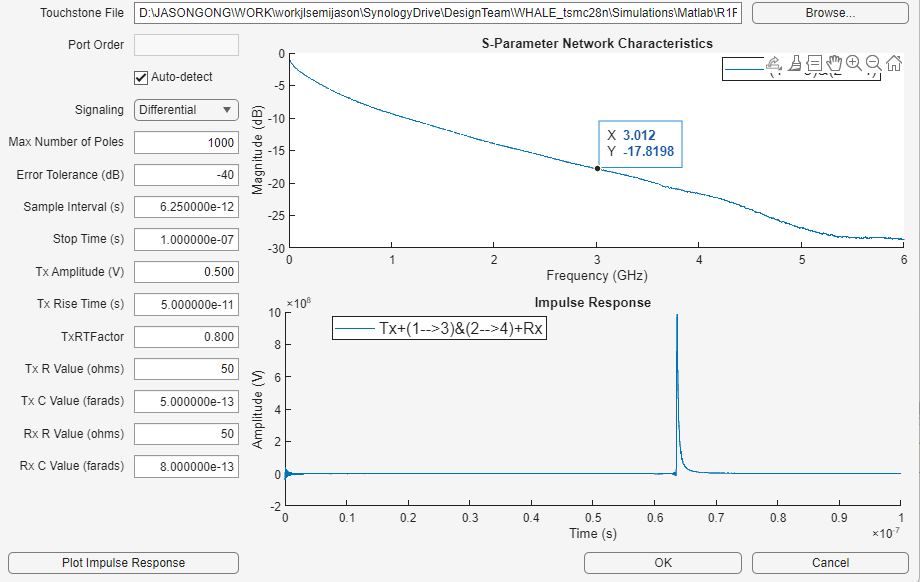 Touchstone File D:\JASONGONG\WORK\workjlsemijason\SynologyDrive\DesignTeam\WHALE_tsmc28n\Simulations\Matlab\R1F Browse...
Port Order
Auto-detect
Signaling Differential
Max Number of Poles 1000
Error Tolerance (dB) -40
Sample Interval (s) 6.250000e-12
Stop Time (s) 1.000000e-07
Tx Amplitude (V) 0.500
Tx Rise Time (s) 5.000000e-11
TxRTFactor 0.800
Tx R Value (ohms) 50
Tx C Value (farads) 5.000000e-13
Rx R Value (ohms) 50
Rx C Value (farads) 8.000000e-13
S-Parameter Network Characteristics
Magnitude (dB)
0
-5
-10
-15
-20
-25
-30
X 3.012
Y -17.8198
0 1 2 3 4 5 6
Frequency (GHz)
Impulse Response
×10⁸
Amplitude (V)
10
8
6
4
2
0
-2
Tx+(1-->3)&(2-->4)+Rx
0 0.1 0.2 0.3 0.4 0.5 0.6 0.7 0.8 0.9 1
Time (s)
×10⁻⁷
Plot Impulse Response OK Cancel